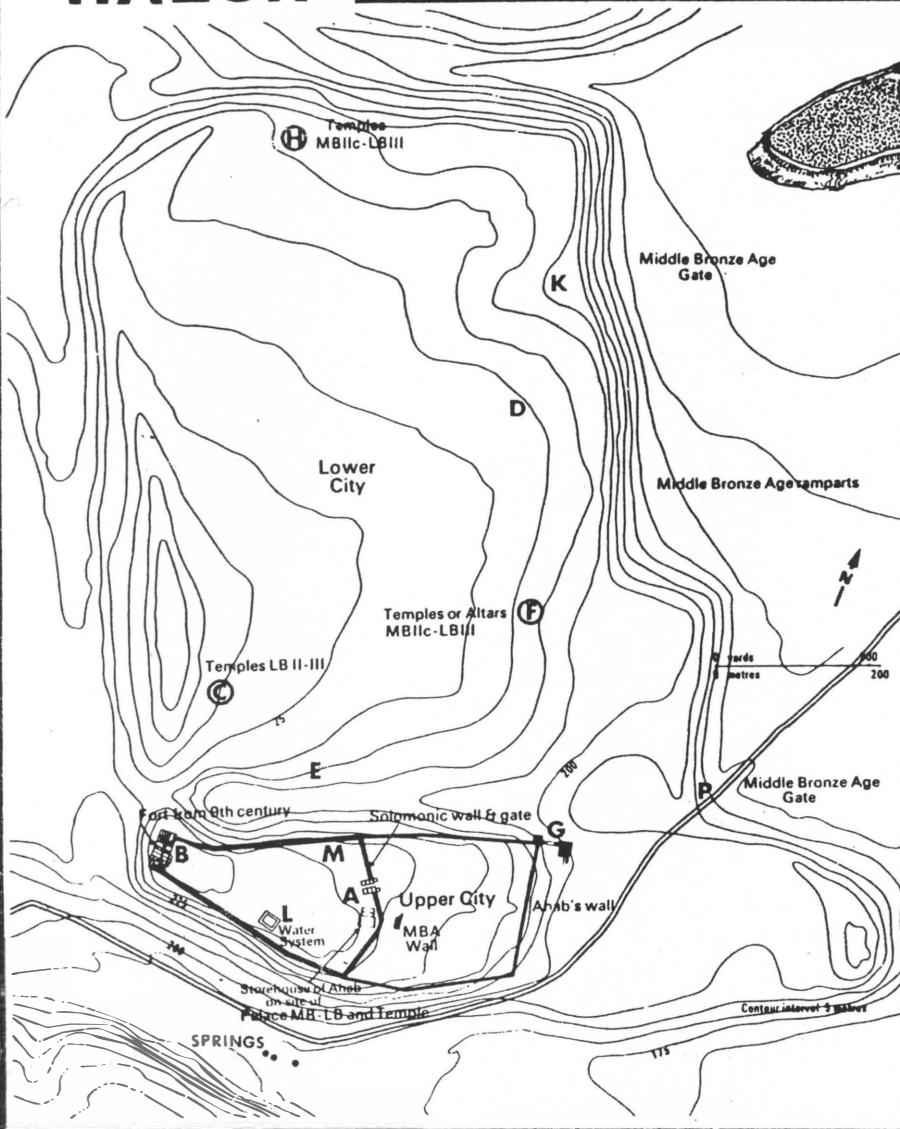 H
Temples
MBIIc-LBIII
Middle Bronze Age
Gate
K
D
Lower
City
Middle Bronze Age ramparts
N
Temples or Altars
MBIIc-LBIII
F
0 yards
metres
200
Temples LB II-III
C
E
200
P
Middle Bronze Age
Gate
Fort from 9th century
Solomonic wall & gate
G
B
M
A
Upper City
Ahab's wall
L
Water
System
MBA
Wall
Storehouse of Ahab
on site of
Palace MB-LB and Temple
Contour interval 5 metres
SPRINGS
175